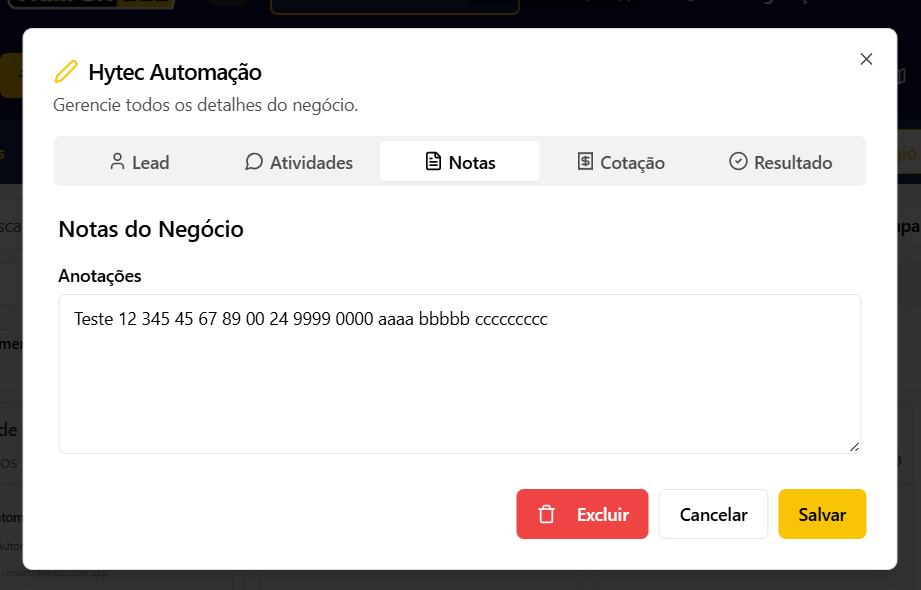 Hytec Automação
Gerencie todos os detalhes do negócio.
Lead
Atividades
Notas
Cotação
Resultado
Notas do Negócio
Anotações
Teste 12 345 45 67 89 00 24 9999 0000 aaaa bbbbb ccccccccc
Excluir
Cancelar
Salvar